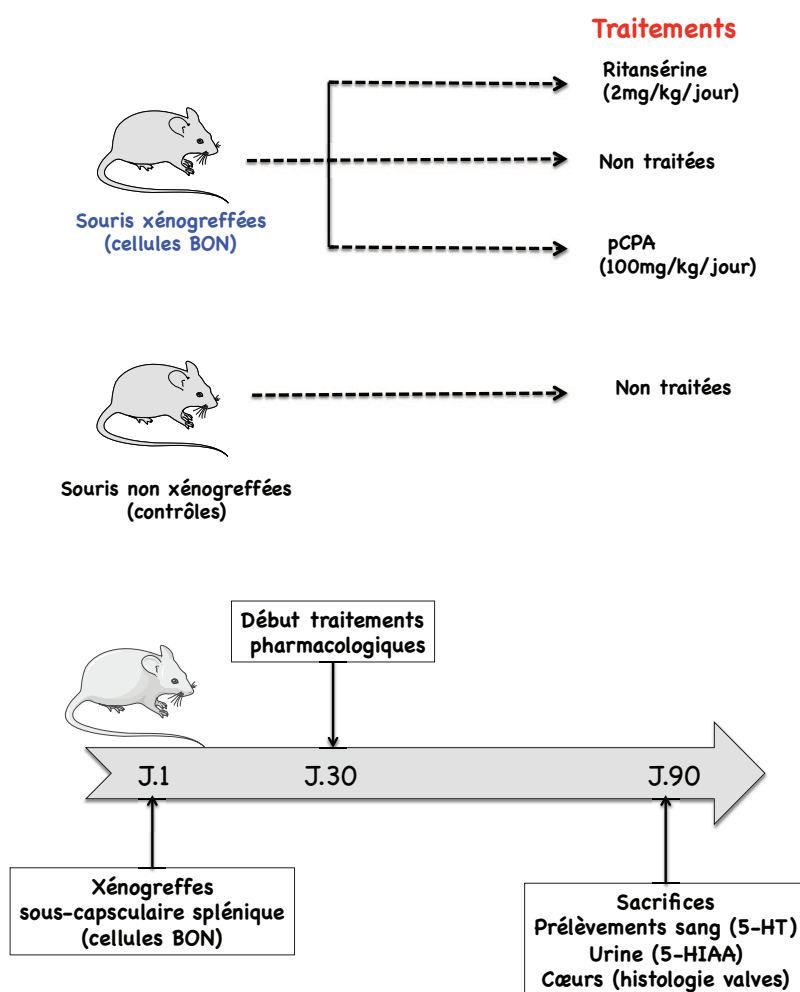 Traitements
Ritansérine
(2mg/kg/jour)
Non traitées
Souris xénogreffées
(cellules BON)
pCPA
(100mg/kg/jour)
Non traitées
Souris non xénogreffées
(contrôles)
Début traitements
pharmacologiques
J.1
J.30
J.90
Xénogreffes
sous-capsculaire splénique
(cellules BON)
Sacrifices
Prélèvements sang (5-HT)
Urine (5-HIAA)
Cœurs (histologie valves)